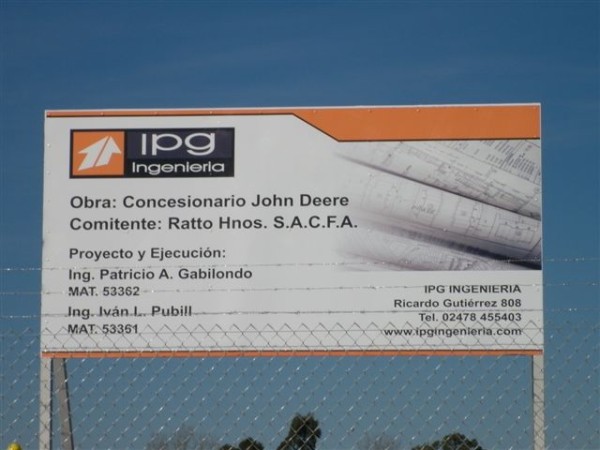 ipg
Ingeniería
Obra: Concesionario John Deere
Comitente: Ratto Hnos. S.A.C.F.A.
Proyecto y Ejecución:
Ing. Patricio A. Gabilondo
MAT. 53362
Ing. Iván L. Pubill
MAT. 53361
IPG INGENIERIA
Ricardo Gutiérrez 808
Tel. 02478 455403
www.ipgingenieria.com